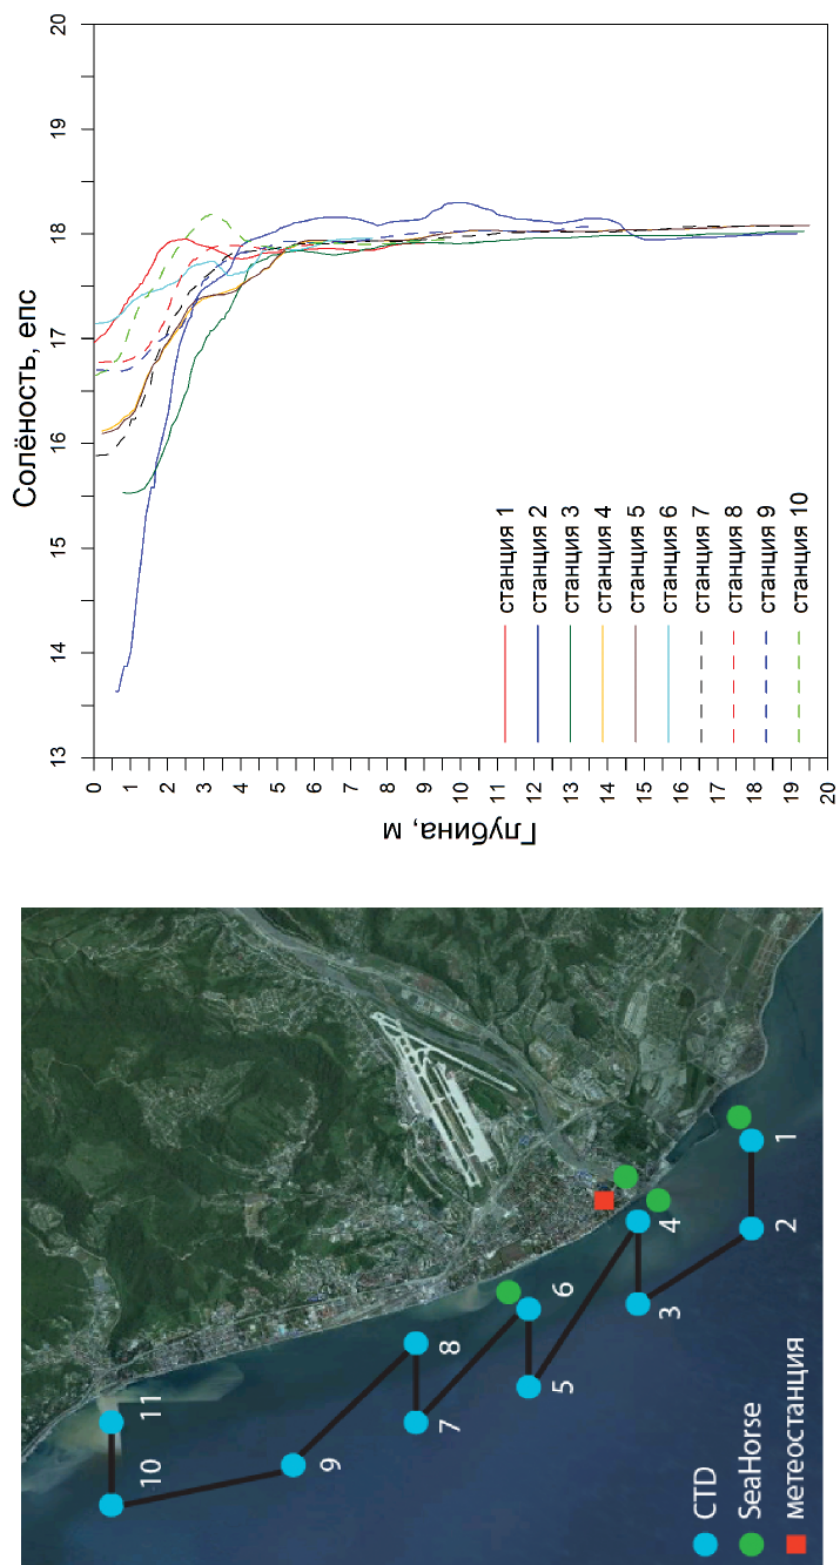 Солёность, епс
13
14
15
16
17
18
19
20
Глубина, м
0
1
2
3
4
5
6
7
8
9
10
11
12
13
14
15
16
17
18
19
20
станция 1
станция 2
станция 3
станция 4
станция 5
станция 6
станция 7
станция 8
станция 9
станция 10
10
11
9
8
7
6
5
4
3
2
1
CTD
SeaHorse
метеостанция